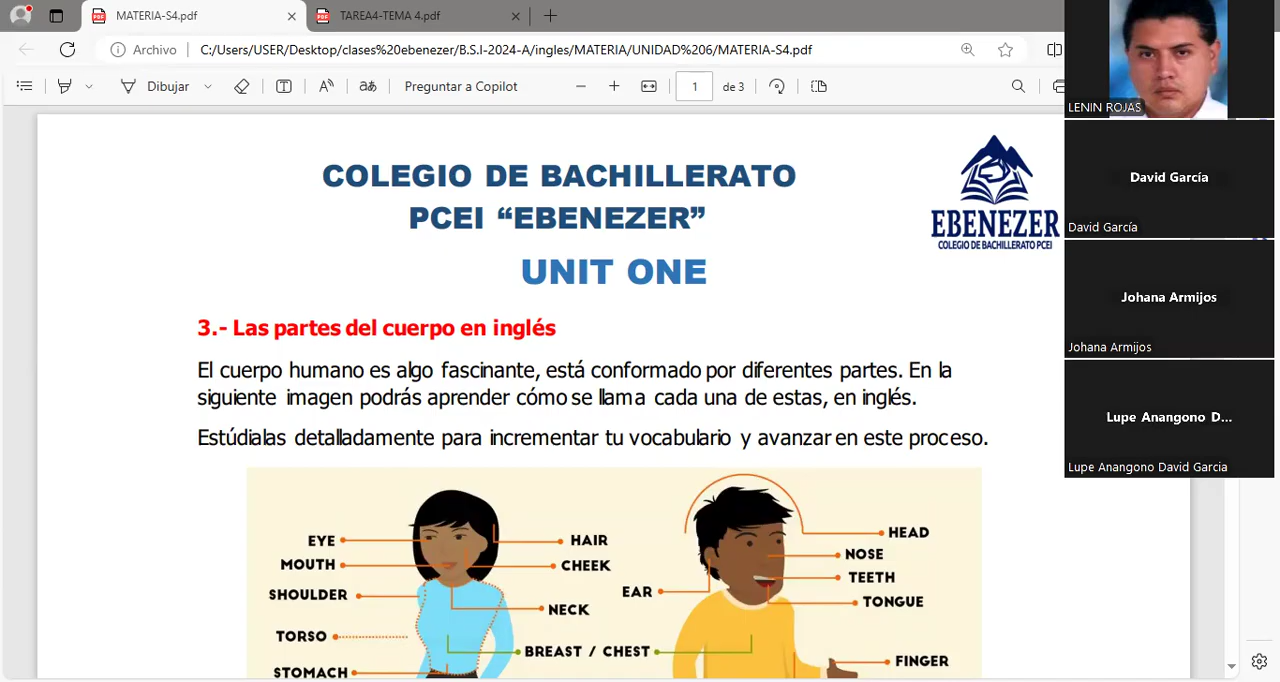 MATERIA-S4.pdf
TAREA4-TEMA 4.pdf
Archivo
C:/Users/USER/Desktop/clases%20ebenezer/B.S.I-2024-A/ingles/MATERIA/UNIDAD%206/MATERIA-S4.pdf
Dibujar
Preguntar a Copilot
1
de 3
LENIN ROJAS
David García
David García
Johana Armijos
Johana Armijos
Lupe Anangono D...
Lupe Anangono David Garcia
COLEGIO DE BACHILLERATO
PCEI “EBENEZER”
EBENEZER
COLEGIO DE BACHILLERATO PCEI
UNIT ONE
3.- Las partes del cuerpo en inglés
El cuerpo humano es algo fascinante, está conformado por diferentes partes. En la
siguiente imagen podrás aprender cómo se llama cada una de estas, en inglés.
Estúdialas detalladamente para incrementar tu vocabulario y avanzar en este proceso.
EYE
HAIR
MOUTH
CHEEK
SHOULDER
NECK
TORSO
BREAST / CHEST
STOMACH
HEAD
NOSE
TEETH
EAR
TONGUE
FINGER